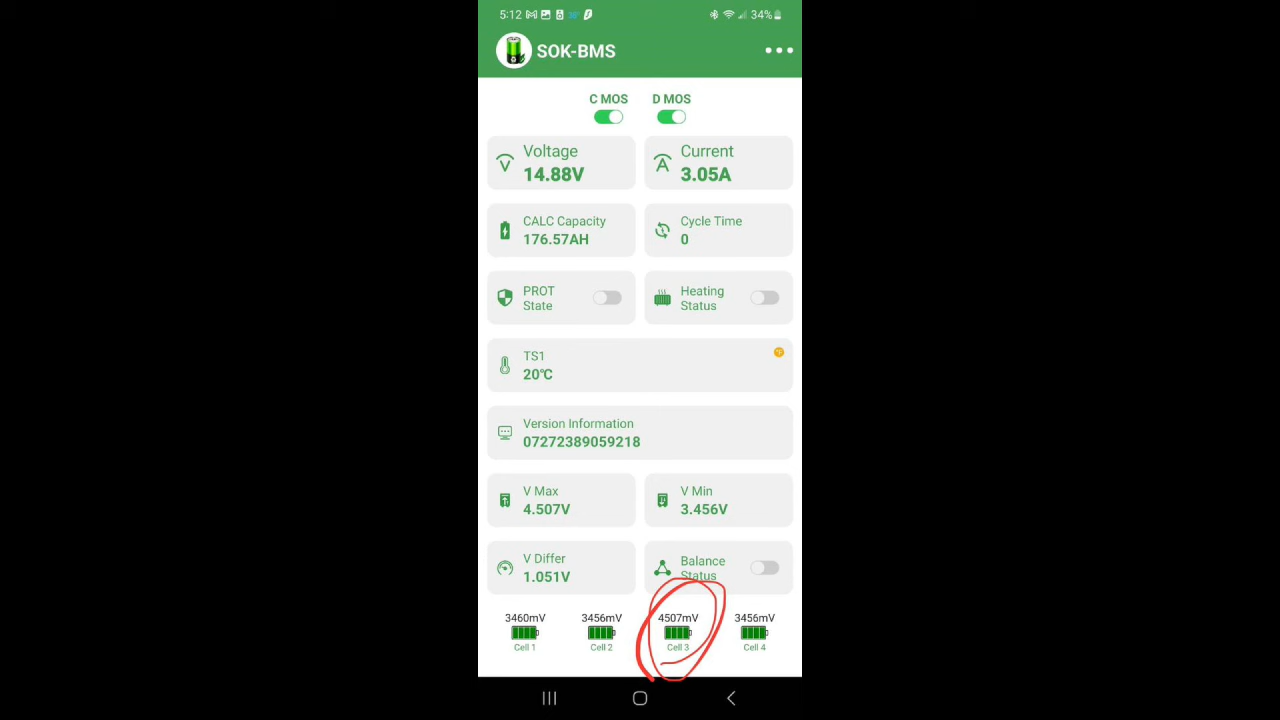 5:12 34%
SOK-BMS
C MOS D MOS
Voltage
14.88V
Current
3.05A
CALC Capacity
176.57AH
Cycle Time
0
PROT
State
Heating
Status
TS1
20℃
Version Information
07272389059218
V Max
4.507V
V Min
3.456V
V Differ
1.051V
Balance
Status
3460mV 3456mV 4507mV 3456mV
Cell 1 Cell 2 Cell 3 Cell 4